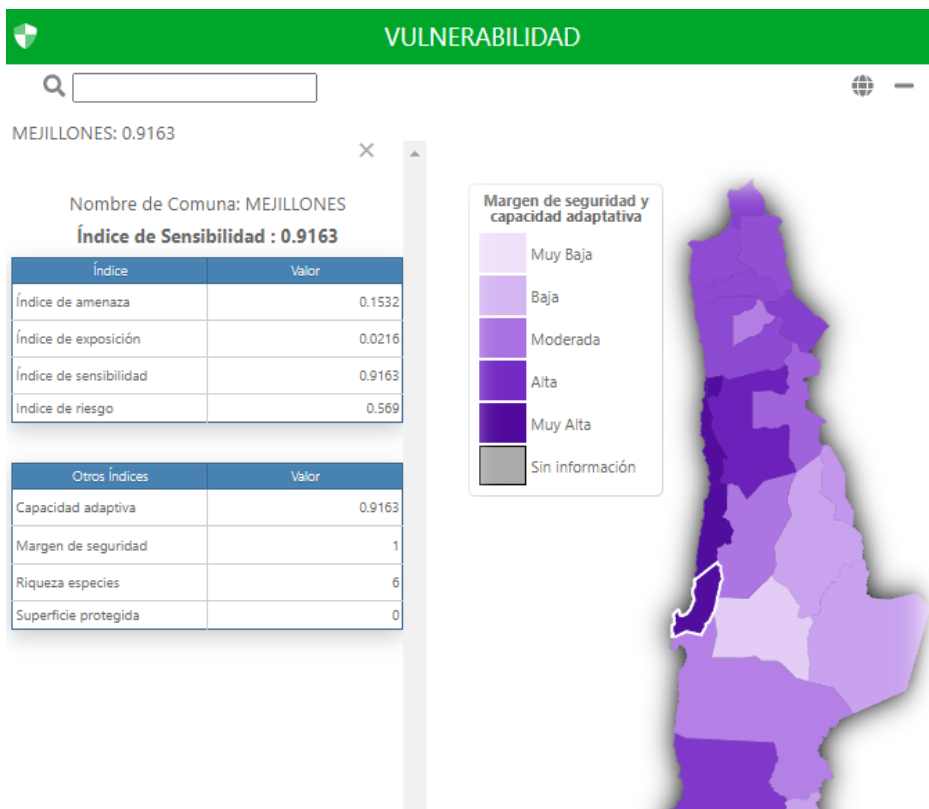 VULNERABILIDAD
MEJILLONES: 0.9163
×
Nombre de Comuna: MEJILLONES
Índice de Sensibilidad : 0.9163
Índice Valor
Índice de amenaza 0.1532
Índice de exposición 0.0216
Índice de sensibilidad 0.9163
Indice de riesgo 0.569
Otros Índices Valor
Capacidad adaptiva 0.9163
Margen de seguridad 1
Riqueza especies 6
Superficie protegida 0
Margen de seguridad y
capacidad adaptativa
Muy Baja
Baja
Moderada
Alta
Muy Alta
Sin información